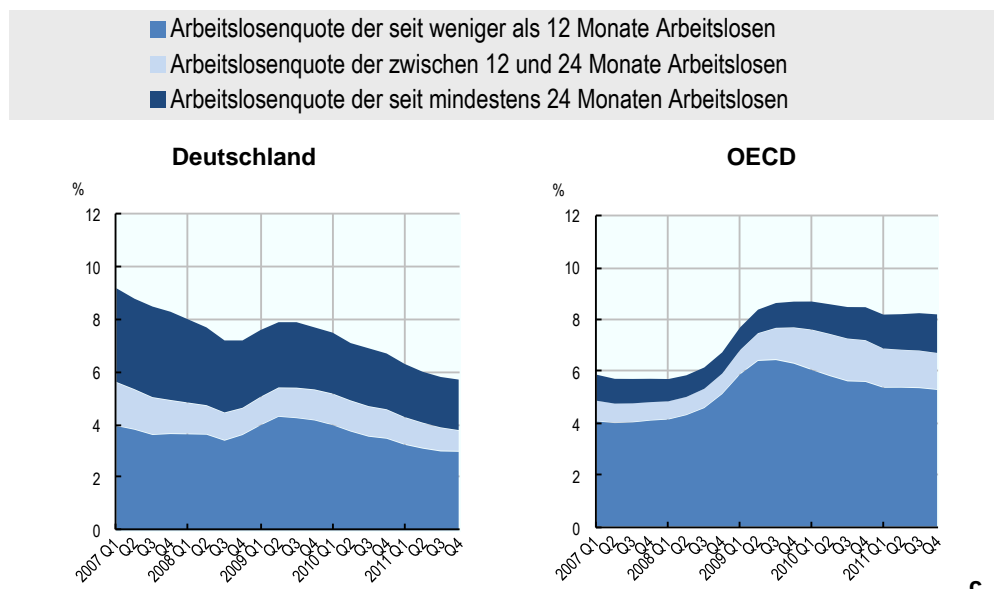 Arbeitslosenquote der seit weniger als 12 Monate Arbeitslosen
Arbeitslosenquote der zwischen 12 und 24 Monate Arbeitslosen
Arbeitslosenquote der seit mindestens 24 Monaten Arbeitslosen
Deutschland
%
12
10
8
6
4
2
0
2007 Q1
Q2
Q3
Q4
2008 Q1
Q2
Q3
Q4
2009 Q1
Q2
Q3
Q4
2010 Q1
Q2
Q3
Q4
2011 Q1
Q2
Q3
Q4
OECD
%
12
10
8
6
4
2
0
2007 Q1
Q2
Q3
Q4
2008 Q1
Q2
Q3
Q4
2009 Q1
Q2
Q3
Q4
2010 Q1
Q2
Q3
Q4
2011 Q1
Q2
Q3
Q4